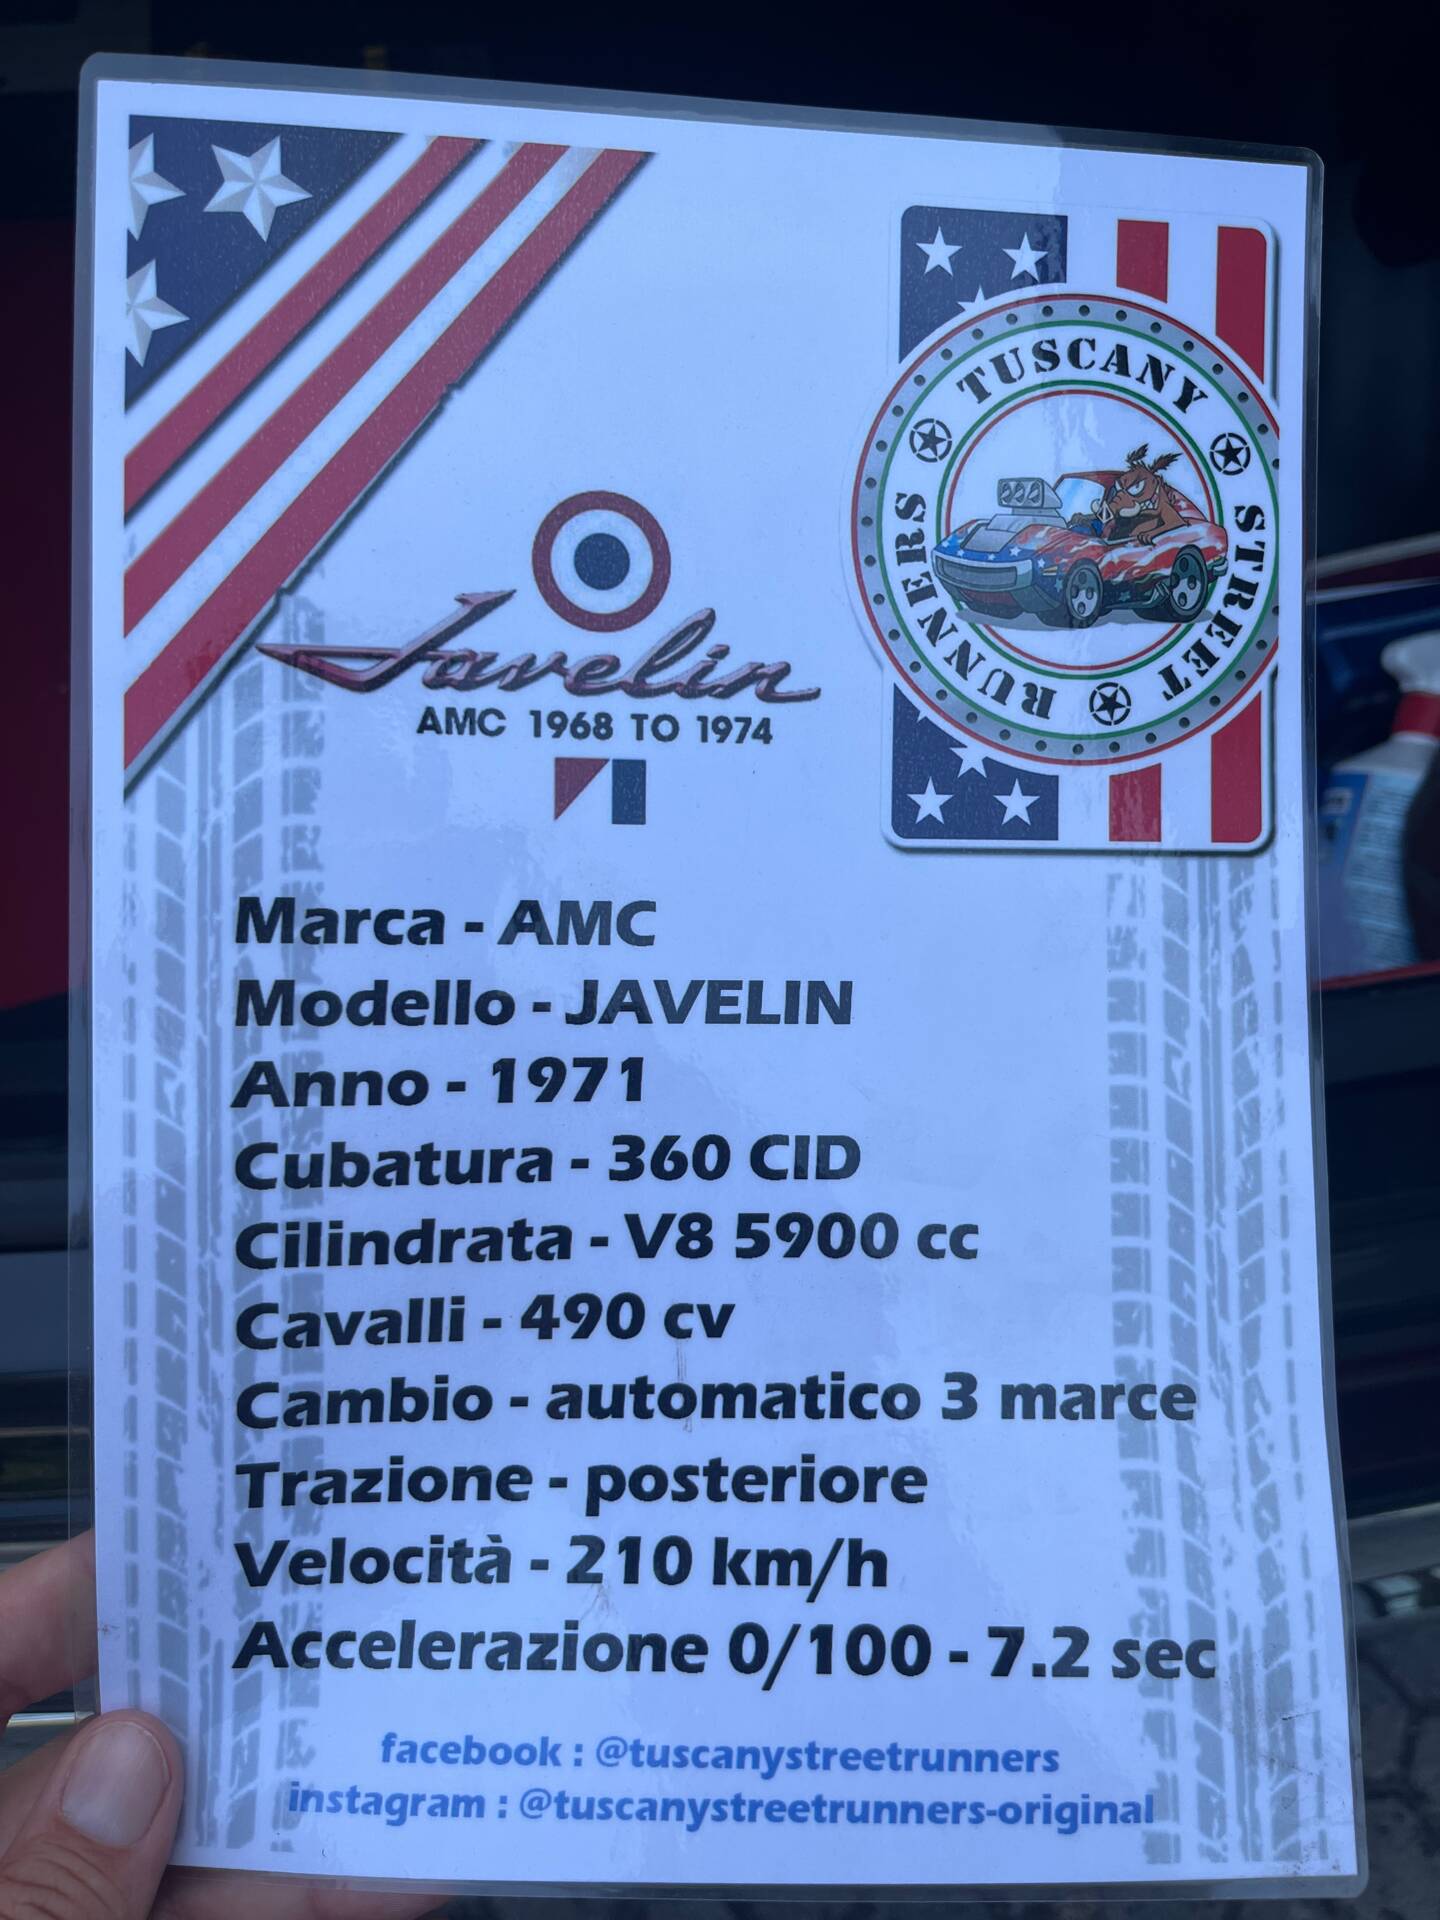 TUSCANY STREET RUNNERS
Javelin
AMC 1968 TO 1974
Marca - AMC
Modello - JAVELIN
Anno - 1971
Cubatura - 360 CID
Cilindrata - V8 5900 cc
Cavalli - 490 cv
Cambio - automatico 3 marce
Trazione - posteriore
Velocità - 210 km/h
Accelerazione 0/100 - 7.2 sec
facebook : @tuscanystreetrunners
instagram : @tuscanystreetrunners-original